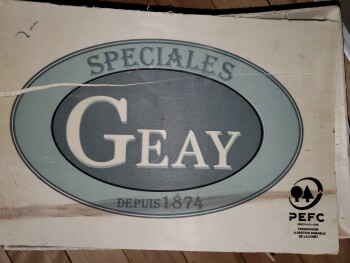 SPECIALES
GEAY
DEPUIS 1874
PEFC